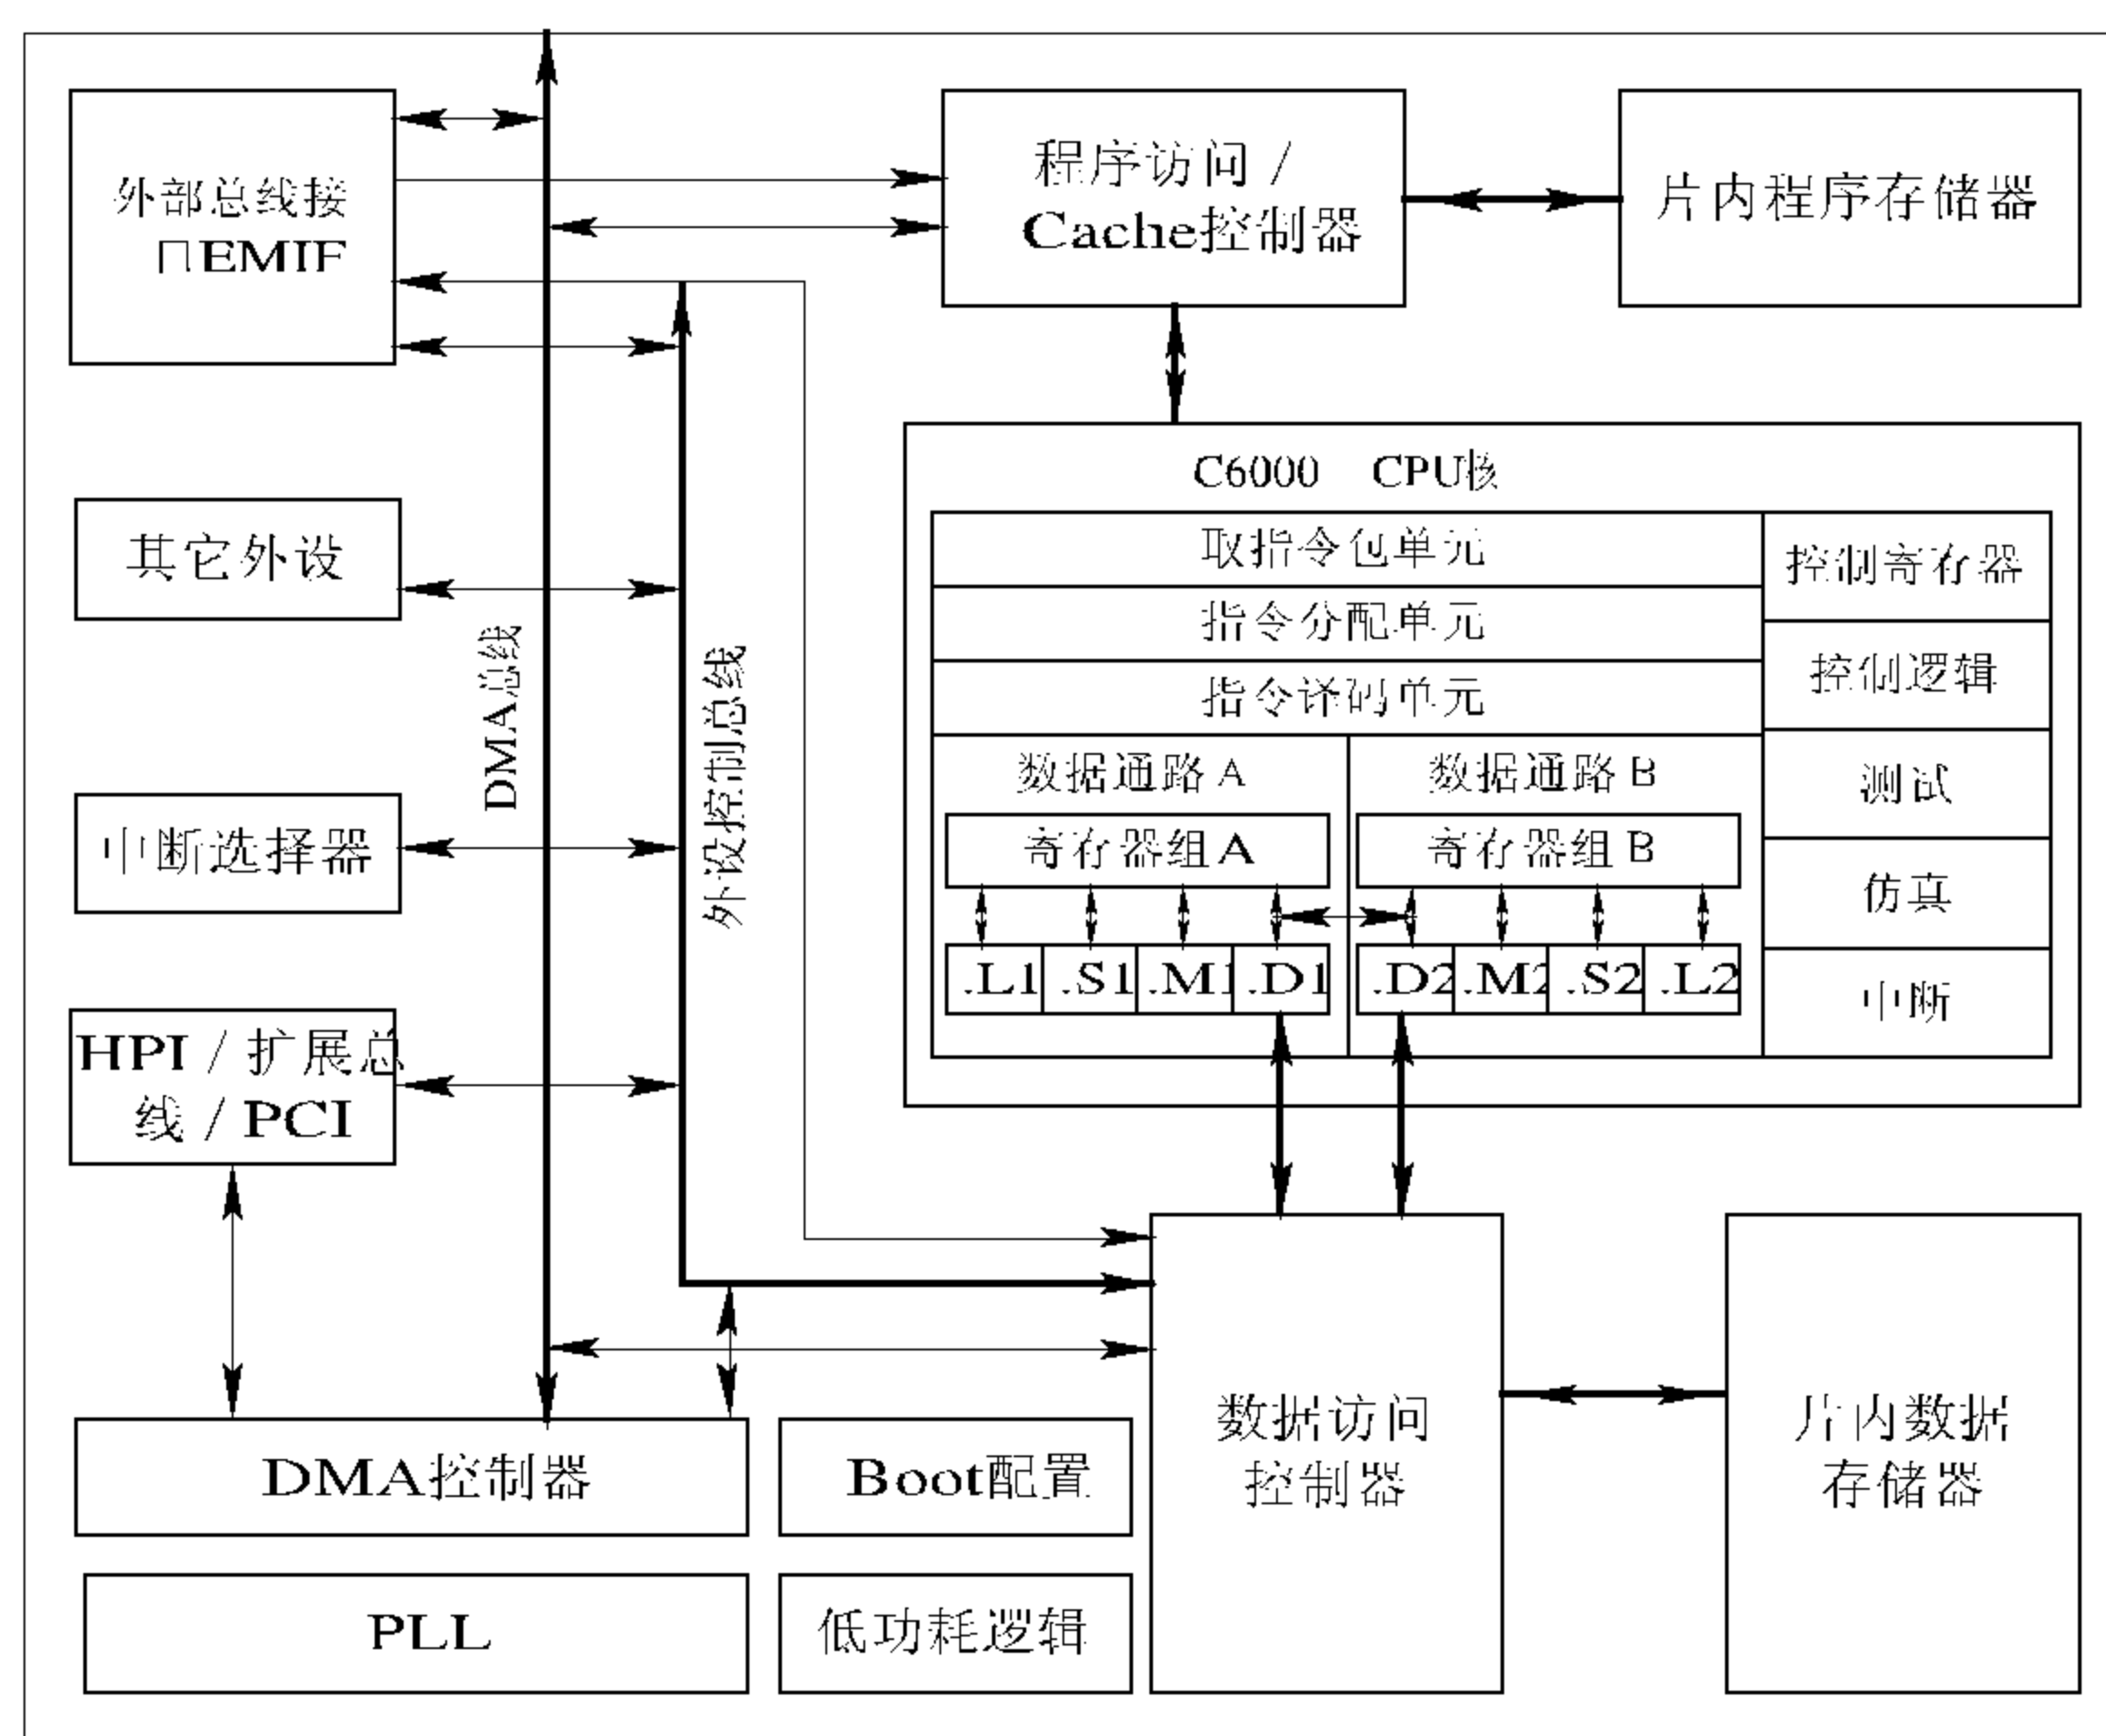 外部总线接
口EMIF
程序访问 /
Cache控制器
片内程序存储器
C6000 CPU核
取指令包单元
控制寄存器
其它外设
指令分配单元
控制逻辑
指令译码单元
DMA总线
外设控制总线
数据通路A
数据通路B
测试
中断选择器
寄存器组A
寄存器组B
仿真
.L1
.S1
.M1
.D1
.D2
.M2
.S2
.L2
中断
HPI / 扩展总
线 / PCI
数据访问
控制器
片内数据
存储器
DMA控制器
Boot配置
PLL
低功耗逻辑